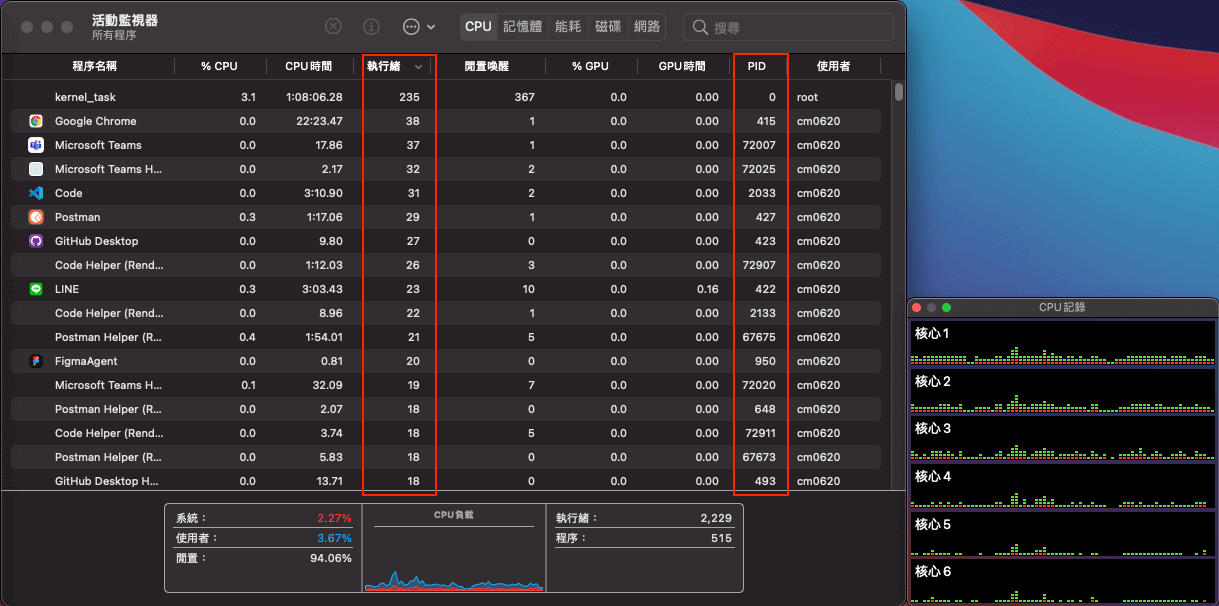 活動監視器
所有程序
CPU 記憶體 能耗 磁碟 網路 搜尋
程序名稱 % CPU CPU 時間 執行緒 閒置喚醒 % GPU GPU 時間 PID 使用者
kernel_task 3.1 1:08:06.28 235 367 0.0 0.00 0 root
Google Chrome 0.0 22:23.47 38 1 0.0 0.00 415 cm0620
Microsoft Teams 0.0 17.86 37 1 0.0 0.00 72007 cm0620
Microsoft Teams H... 0.0 2.17 32 2 0.0 0.00 72025 cm0620
Code 0.0 3:10.90 31 2 0.0 0.00 2033 cm0620
Postman 0.3 1:17.06 29 1 0.0 0.00 427 cm0620
GitHub Desktop 0.0 9.80 27 0 0.0 0.00 423 cm0620
Code Helper (Rend... 0.0 1:12.03 26 3 0.0 0.00 72907 cm0620
LINE 0.3 3:03.43 23 10 0.0 0.16 422 cm0620
Code Helper (Rend... 0.0 8.96 22 1 0.0 0.00 2133 cm0620
Postman Helper (R... 0.4 1:54.01 21 5 0.0 0.00 67675 cm0620
FigmaAgent 0.0 0.81 20 0 0.0 0.00 950 cm0620
Microsoft Teams H... 0.1 32.09 19 7 0.0 0.00 72020 cm0620
Postman Helper (R... 0.0 2.07 18 0 0.0 0.00 648 cm0620
Code Helper (Rend... 0.0 3.74 18 5 0.0 0.00 72911 cm0620
Postman Helper (R... 0.0 5.83 18 0 0.0 0.00 67673 cm0620
GitHub Desktop H... 0.0 13.71 18 0 0.0 0.00 493 cm0620
系統： 2.27%
使用者： 3.67%
閒置： 94.06%
CPU負載
執行緒： 2,229
程序： 515
CPU 記錄
核心 1
核心 2
核心 3
核心 4
核心 5
核心 6